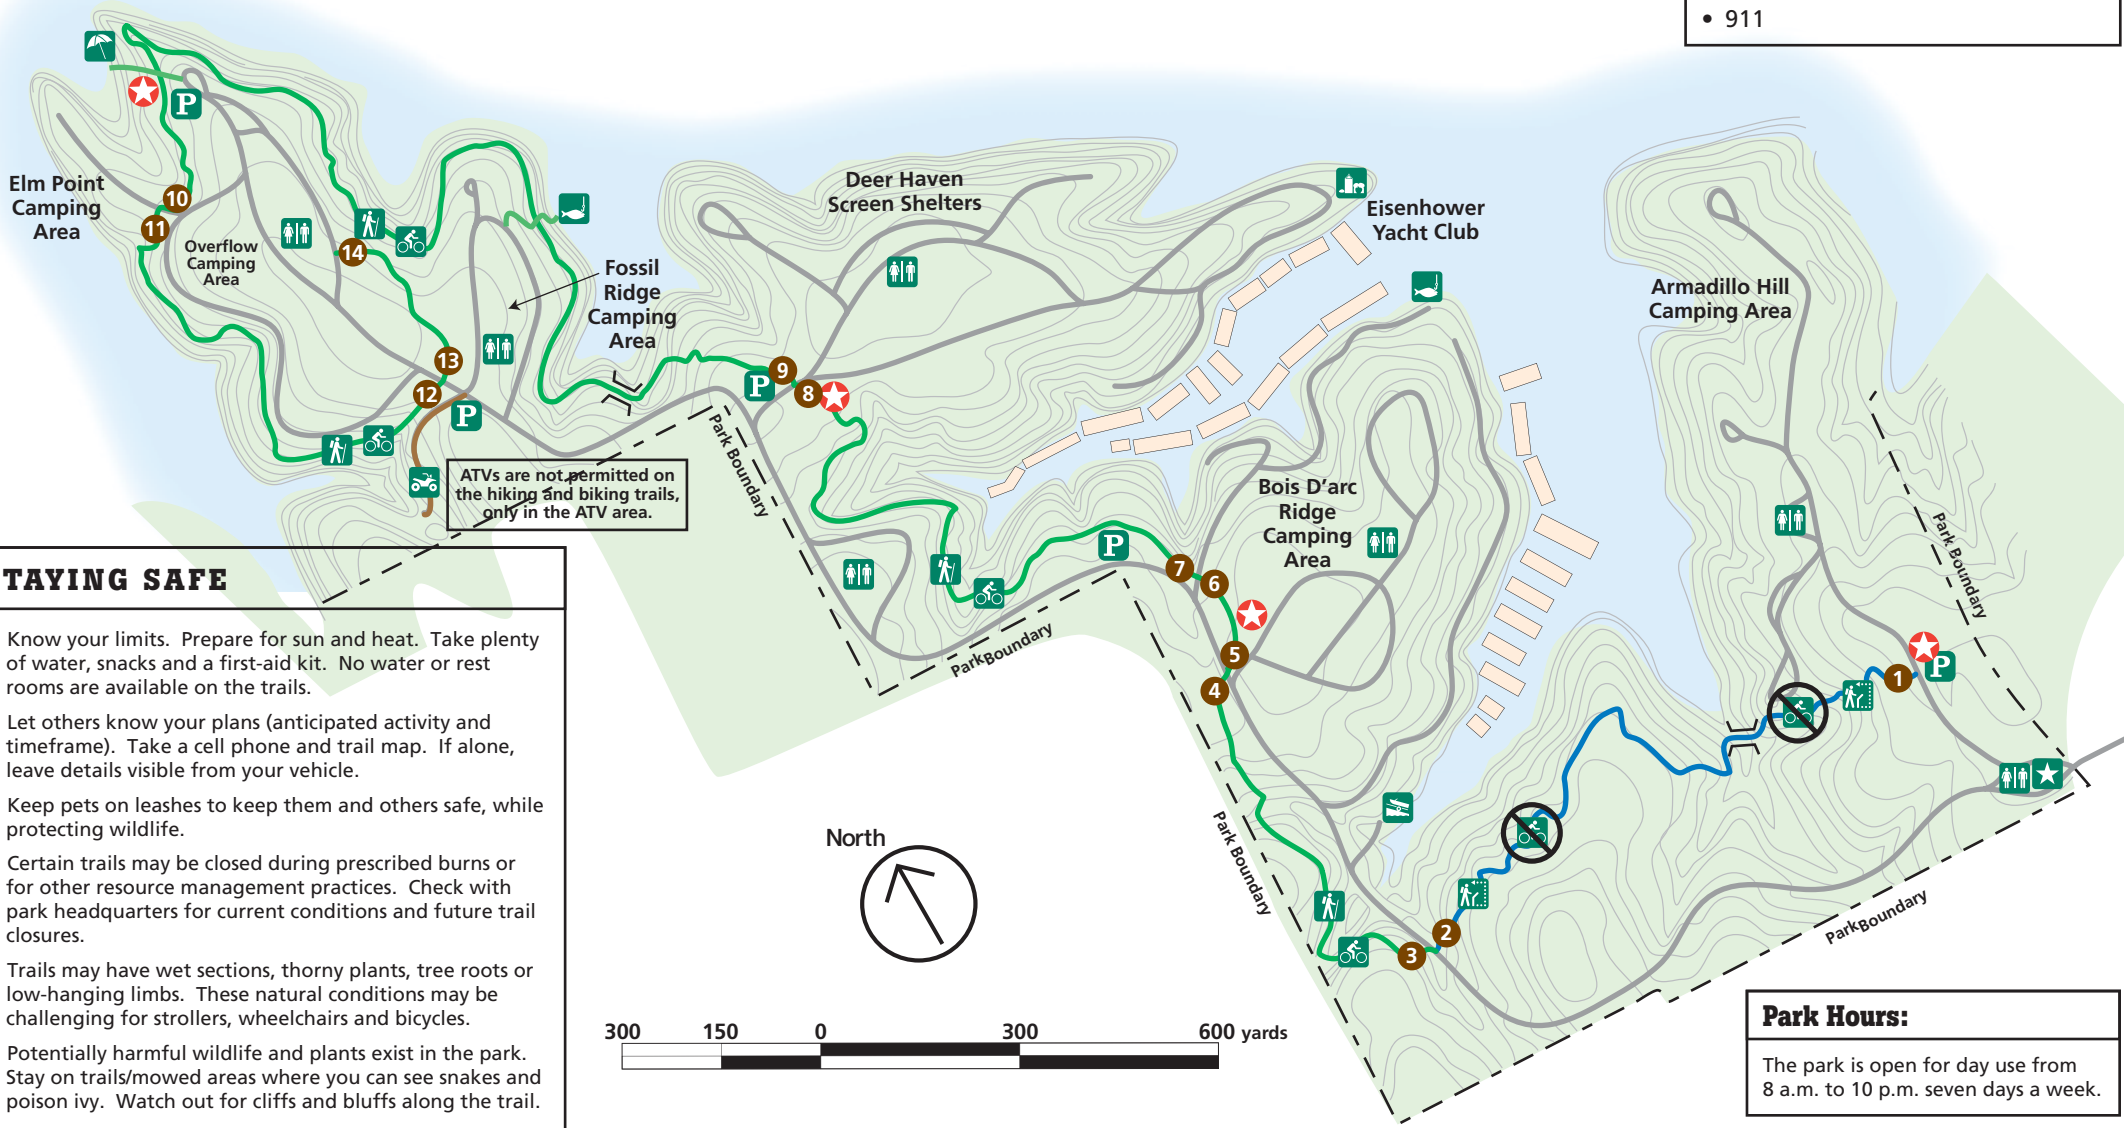 • 911
Elm Point
Camping
Area
P
10
11
Overflow
Camping
Area
14
13
12
P
Fossil
Ridge
Camping
Area
ATVs are not permitted on
the hiking and biking trails,
only in the ATV area.
Deer Haven
Screen Shelters
Eisenhower
Yacht Club
P
9
8
Park Boundary
P
7
6
5
4
Bois D'arc
Ridge
Camping
Area
Park Boundary
Park Boundary
Armadillo Hill
Camping Area
Park Boundary
1
P
2
3
Park Boundary
TAYING SAFE
Know your limits. Prepare for sun and heat. Take plenty
of water, snacks and a first-aid kit. No water or rest
rooms are available on the trails.
Let others know your plans (anticipated activity and
timeframe). Take a cell phone and trail map. If alone,
leave details visible from your vehicle.
Keep pets on leashes to keep them and others safe, while
protecting wildlife.
Certain trails may be closed during prescribed burns or
for other resource management practices. Check with
park headquarters for current conditions and future trail
closures.
Trails may have wet sections, thorny plants, tree roots or
low-hanging limbs. These natural conditions may be
challenging for strollers, wheelchairs and bicycles.
Potentially harmful wildlife and plants exist in the park.
Stay on trails/mowed areas where you can see snakes and
poison ivy. Watch out for cliffs and bluffs along the trail.
North
300 150 0 300 600 yards
Park Hours:
The park is open for day use from
8 a.m. to 10 p.m. seven days a week.